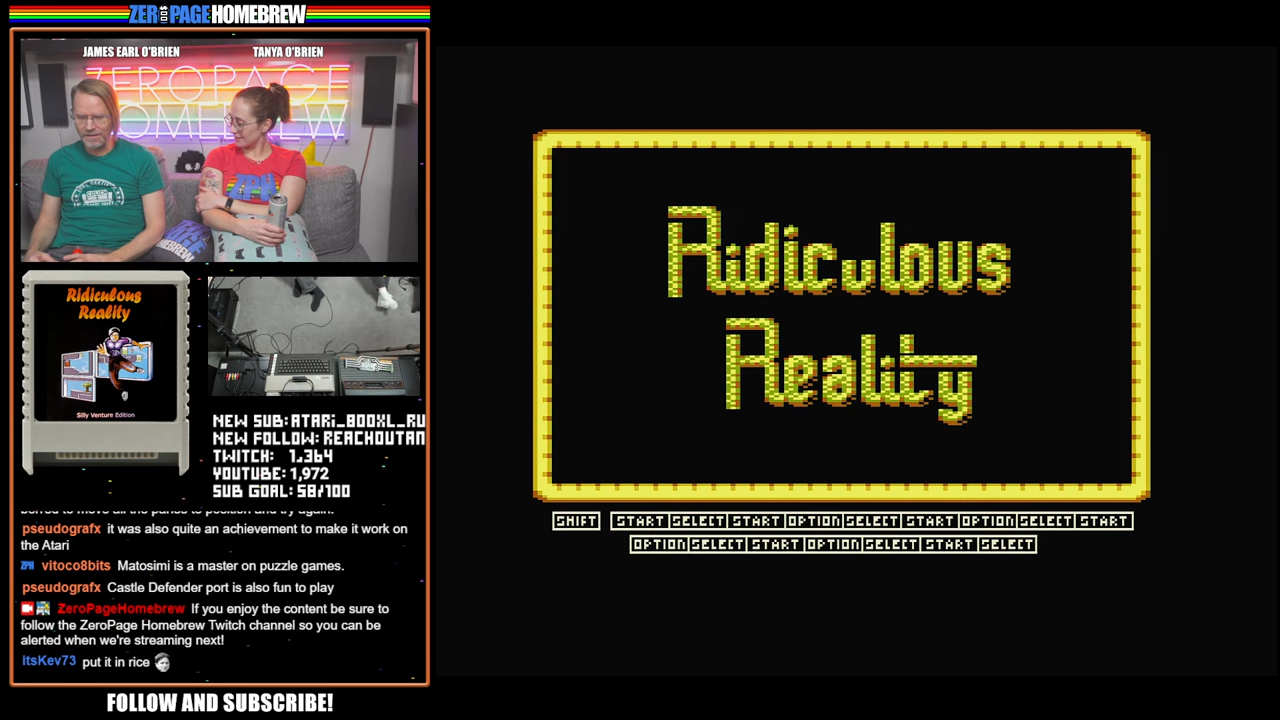 ZEROPAGE HOMEBREW
JAMES EARL O'BRIEN
TANYA O'BRIEN
ZEROPAGE
HOMEBREW
ZPH
Ridiculous
Reality
Silly Venture Edition
NEW SUB: ATARI_800XL_RU
NEW FOLLOW: REACHOUTAN
TWITCH: 1,364
YOUTUBE: 1,972
SUB GOAL: 58/100
pseudografx it was also quite an achievement to make it work on
the Atari
vitoco8bits Matosimi is a master on puzzle games.
pseudografx Castle Defender port is also fun to play
ZeroPageHomebrew If you enjoy the content be sure to
follow the ZeroPage Homebrew Twitch channel so you can be
alerted when we're streaming next!
ItsKev73 put it in rice
FOLLOW AND SUBSCRIBE!
Ridiculous
Reality
SHIFT START SELECT START OPTION SELECT START OPTION SELECT START
OPTION SELECT START OPTION SELECT START SELECT